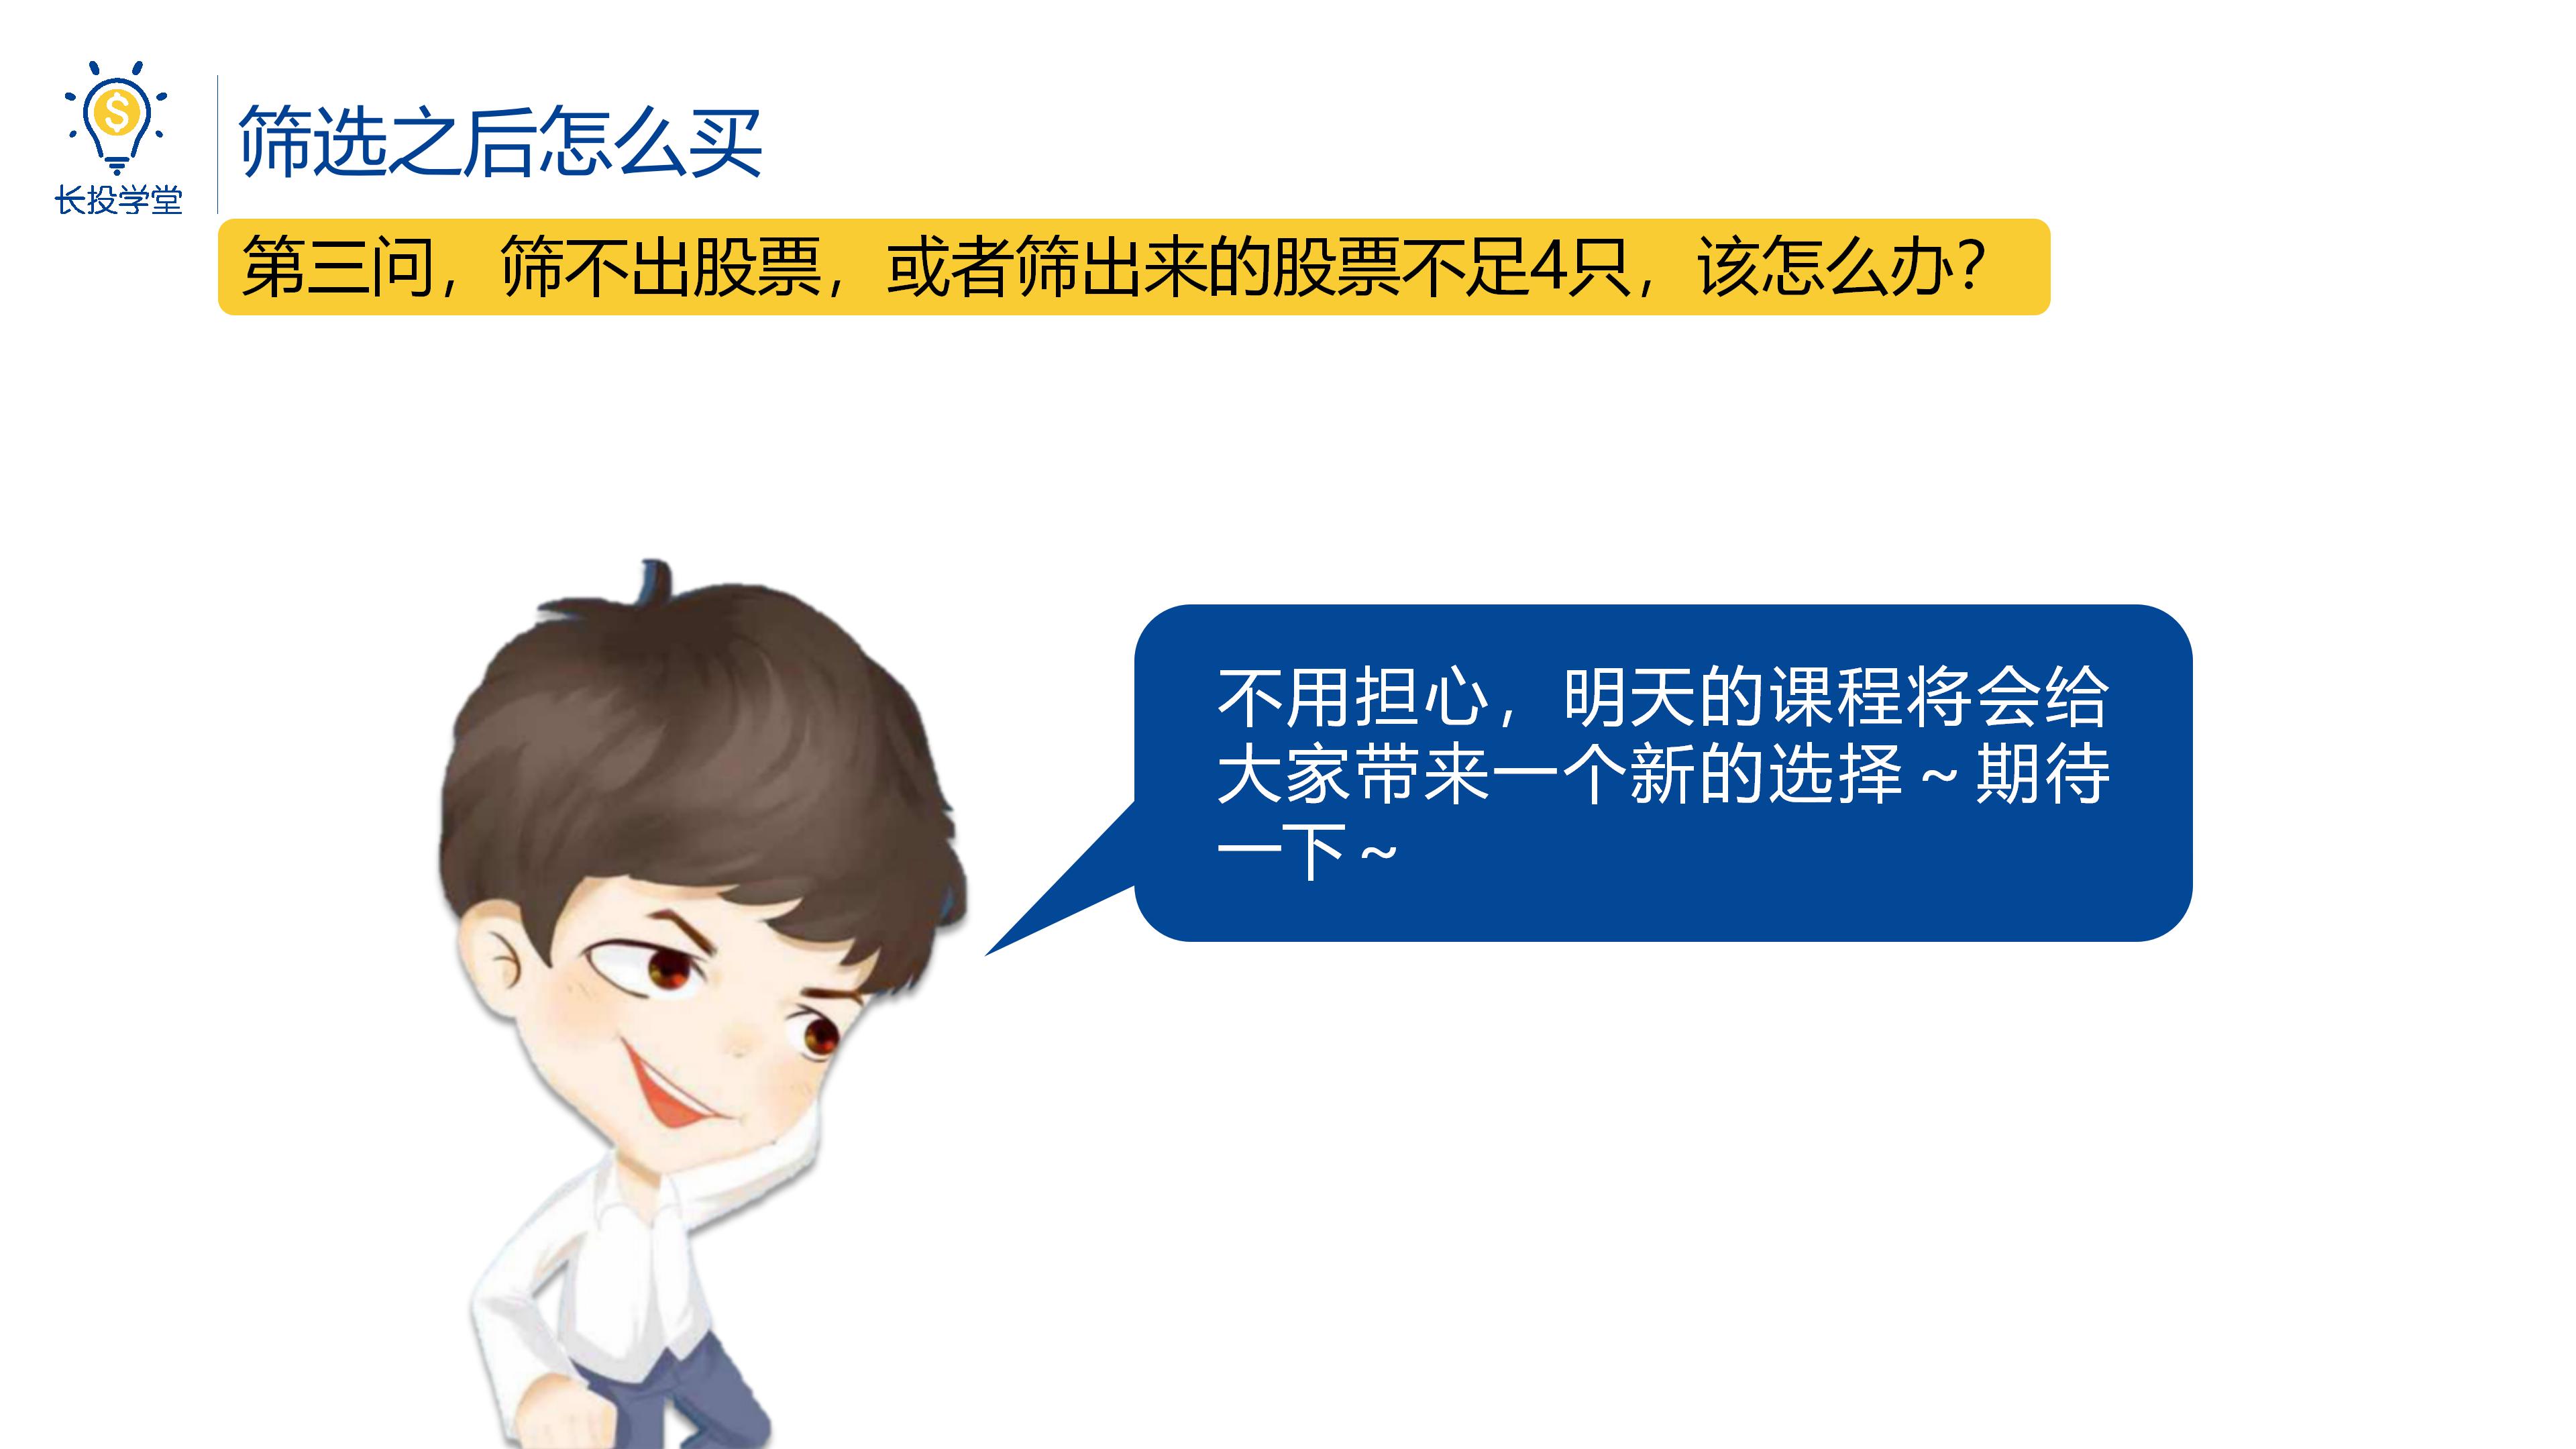 长投学堂
筛选之后怎么买
第三问，筛不出股票，或者筛出来的股票不足4只，该怎么办？
不用担心，明天的课程将会给
大家带来一个新的选择～期待
一下～